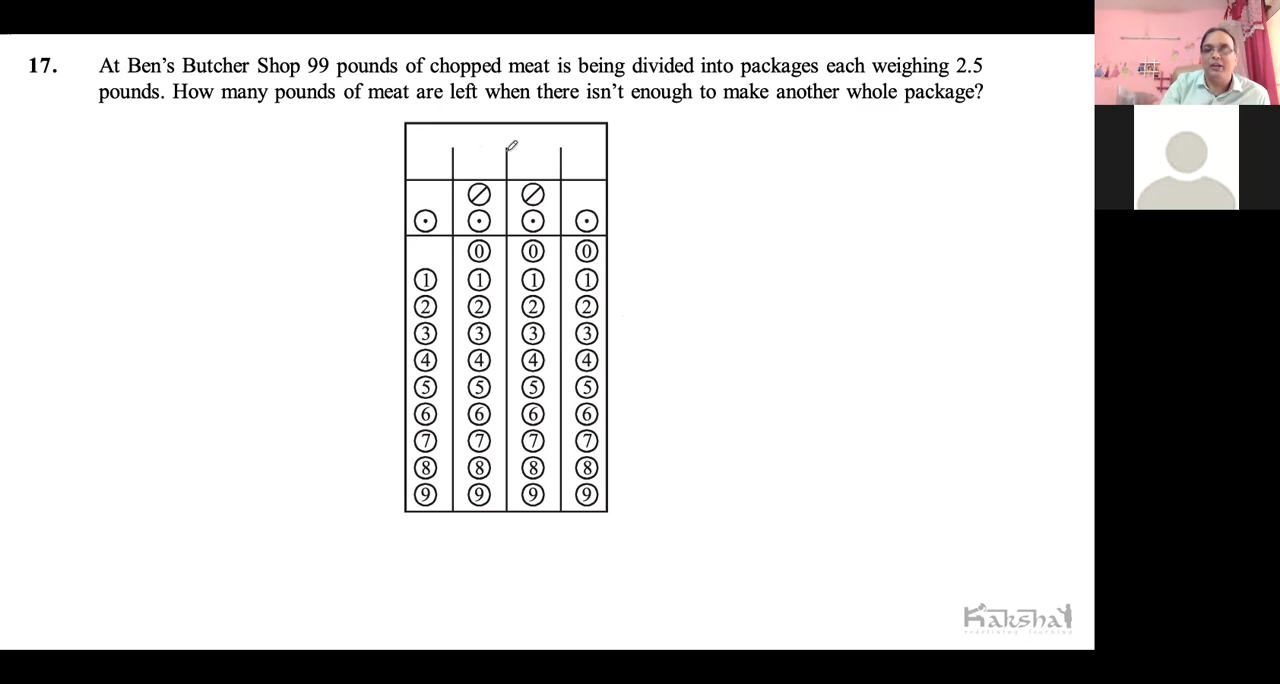 17. At Ben’s Butcher Shop 99 pounds of chopped meat is being divided into packages each weighing 2.5
pounds. How many pounds of meat are left when there isn’t enough to make another whole package?
0 0 0
1 1 1 1
2 2 2 2
3 3 3 3
4 4 4 4
5 5 5 5
6 6 6 6
7 7 7 7
8 8 8 8
9 9 9 9
Kaksha
redefining learning